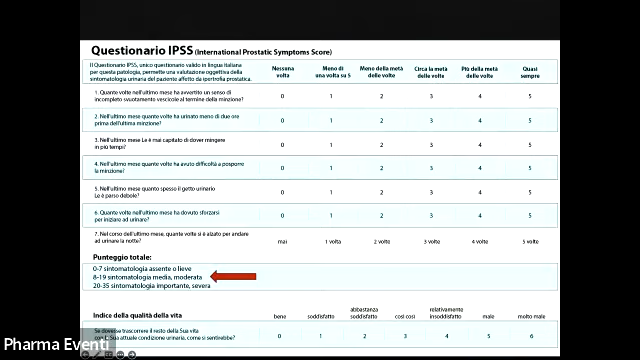 Questionario IPSS (International Prostatic Symptoms Score)
Il Questionario IPSS, unico questionario valido in lingua italiana
per questa patologia, permette una valutazione oggettiva della
sintomatologia urinaria del paziente affetto da ipertrofia prostatica.
Nessuna volta
Meno di una volta su 5
Meno della metà delle volte
Circa la metà delle volte
Più della metà delle volte
Quasi sempre
1. Quante volte nell'ultimo mese ha avvertito un senso di
incompleto svuotamento vescicole al termine della minzione?
0 1 2 3 4 5
2. Nell'ultimo mese quante volte ha urinato meno di due ore
prima dell'ultima minzione?
0 1 2 3 4 5
3. Nell'ultimo mese Le è mai capitato di dover mingere
in più tempi?
0 1 2 3 4 5
4. Nell'ultimo mese quante volte ha avuto difficoltà a posporre
la minzione?
0 1 2 3 4 5
5. Nell'ultimo mese quanto spesso il getto urinario
Le è parso debole?
0 1 2 3 4 5
6. Quante volte nell'ultimo mese ha dovuto sforzarsi
per iniziare ad urinare?
0 1 2 3 4 5
7. Nel corso dell'ultimo mese, quante volte si è alzato per andare
ad urinare la notte?
mai 1 volta 2 volte 3 volte 4 volte 5 volte
Punteggio totale:
0-7 sintomatologia assente o lieve
8-19 sintomatologia media, moderata
20-35 sintomatologia importante, severa
Indice della qualità della vita
bene
soddisfatto
abbastanza soddisfatto
così così
relativamente insoddisfatto
male
molto male
Se dovesse trascorrere il resto della Sua vita
Sua attuale condizione urinaria, come si sentirebbe?
0 1 2 3 4 5 6
Pharma Eventi